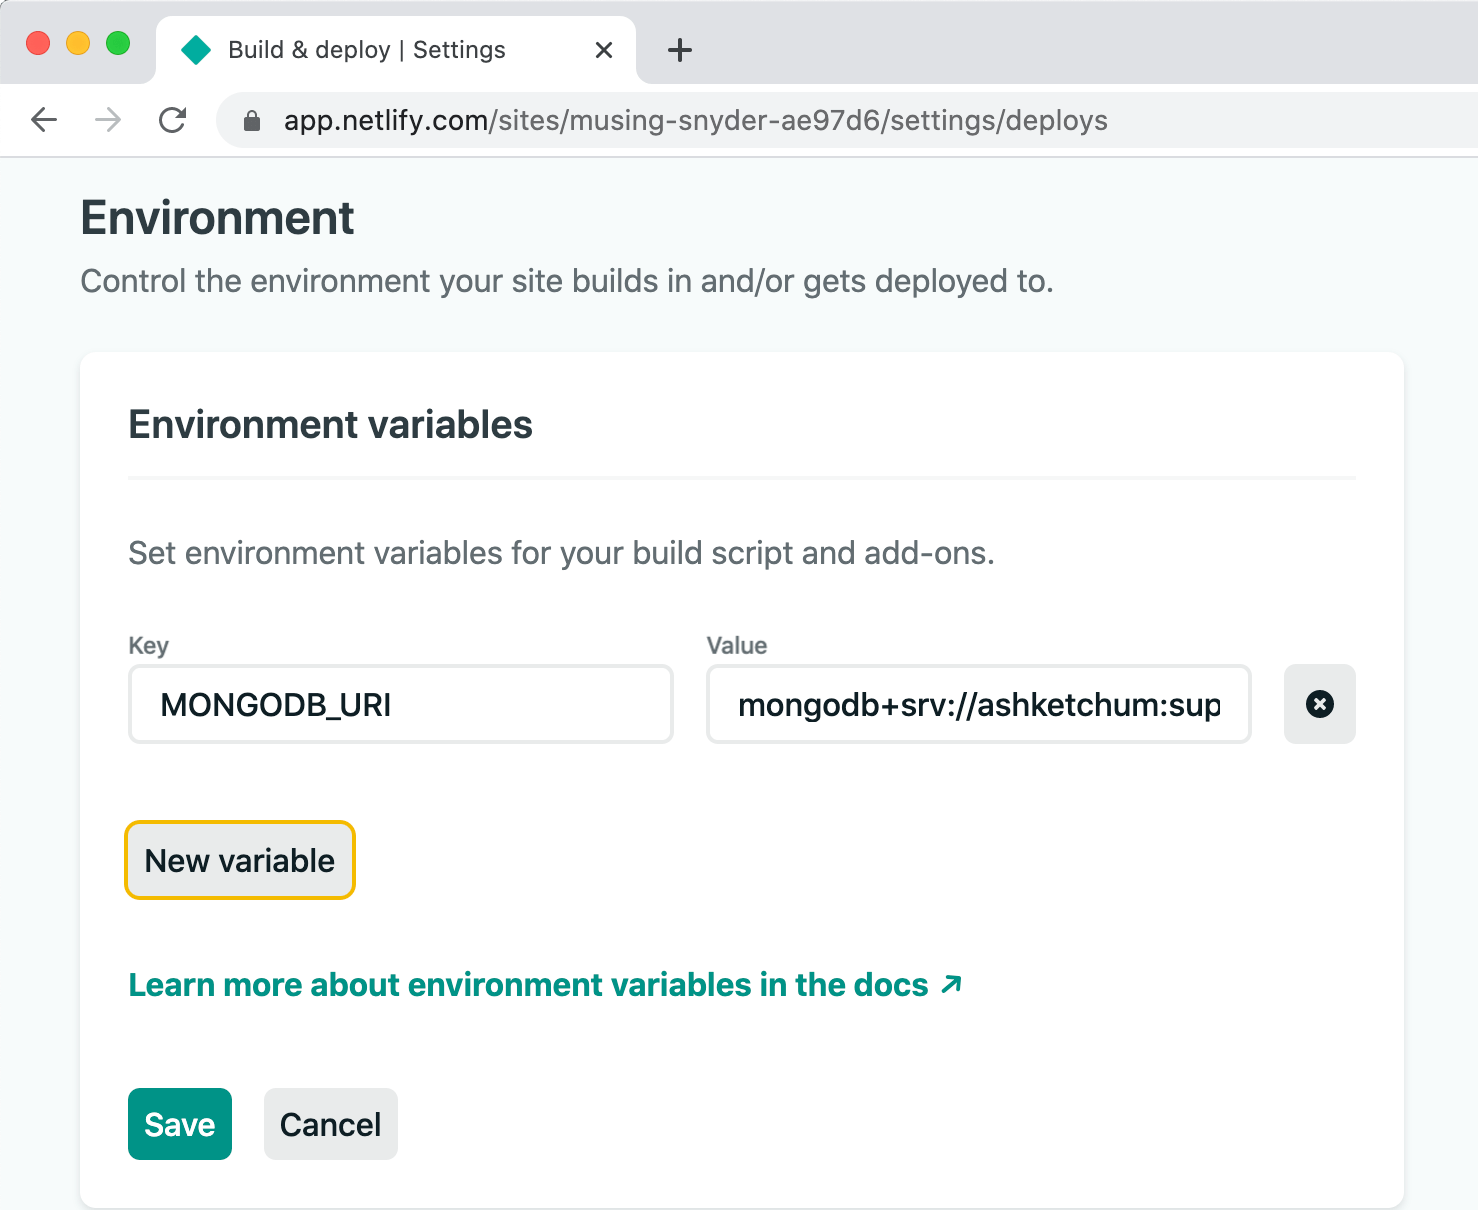 Build & deploy | Settings
app.netlify.com/sites/musing-snyder-ae97d6/settings/deploys
Environment
Control the environment your site builds in and/or gets deployed to.
Environment variables
Set environment variables for your build script and add-ons.
Key Value
MONGODB_URI mongodb+srv://ashketchum:sup
New variable
Learn more about environment variables in the docs ↗
Save Cancel